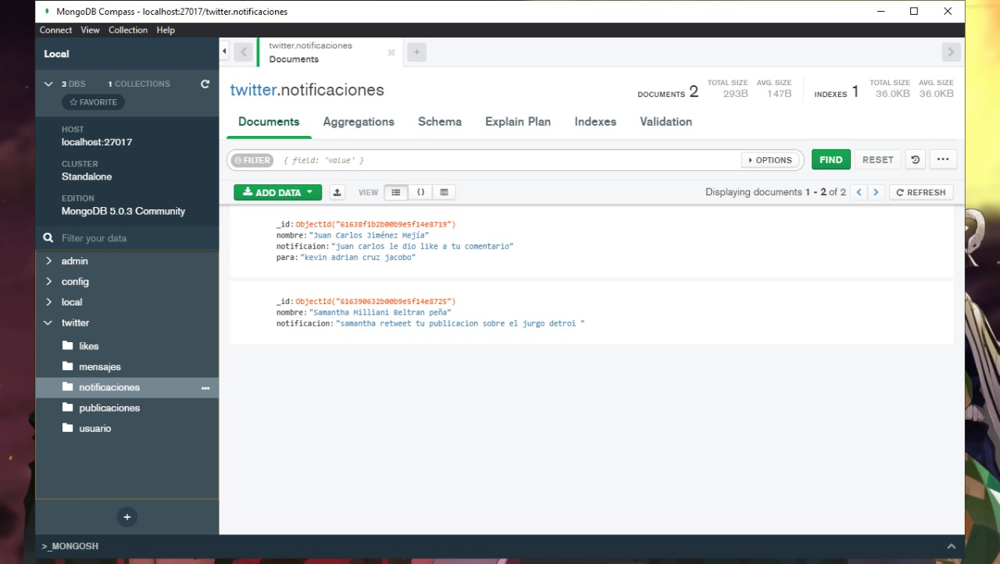 MongoDB Compass - localhost:27017/twitter.notificaciones
Connect View Collection Help
Local
3 DBS 1 COLLECTIONS
FAVORITE
HOST
localhost:27017
CLUSTER
Standalone
EDITION
MongoDB 5.0.3 Community
Filter your data
admin
config
local
twitter
likes
mensajes
notificaciones
publicaciones
usuario
>_MONGOSH
twitter.notificaciones
Documents
twitter.notificaciones
DOCUMENTS 2 TOTAL SIZE 293B AVG. SIZE 147B INDEXES 1 TOTAL SIZE 36.0KB AVG. SIZE 36.0KB
Documents Aggregations Schema Explain Plan Indexes Validation
FILTER { field: 'value' } OPTIONS FIND RESET
ADD DATA VIEW {} Displaying documents 1 - 2 of 2 REFRESH
_id:ObjectId("61638f1b2b00b9e5f14e8719")
nombre:"Juan Carlos Jiménez Mejía"
notificaion:"juan carlos le dio like a tu comentario"
para:"kevin adrian cruz jacobo"
_id:ObjectId("616390632b00b9e5f14e8725")
nombre:"Samantha Milliani Beltran peña"
notificacion:"samantha retweet tu publicacion sobre el jurgo detroi "